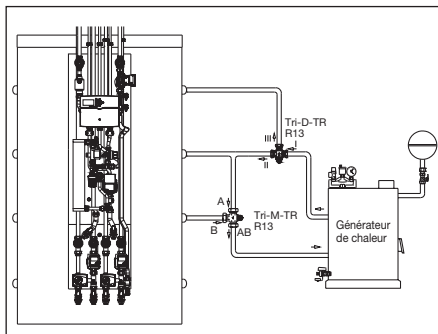 Tri-D-TR
R13
III
I
II
A
Tri-M-TR
R13
B
AB
Générateur
de chaleur